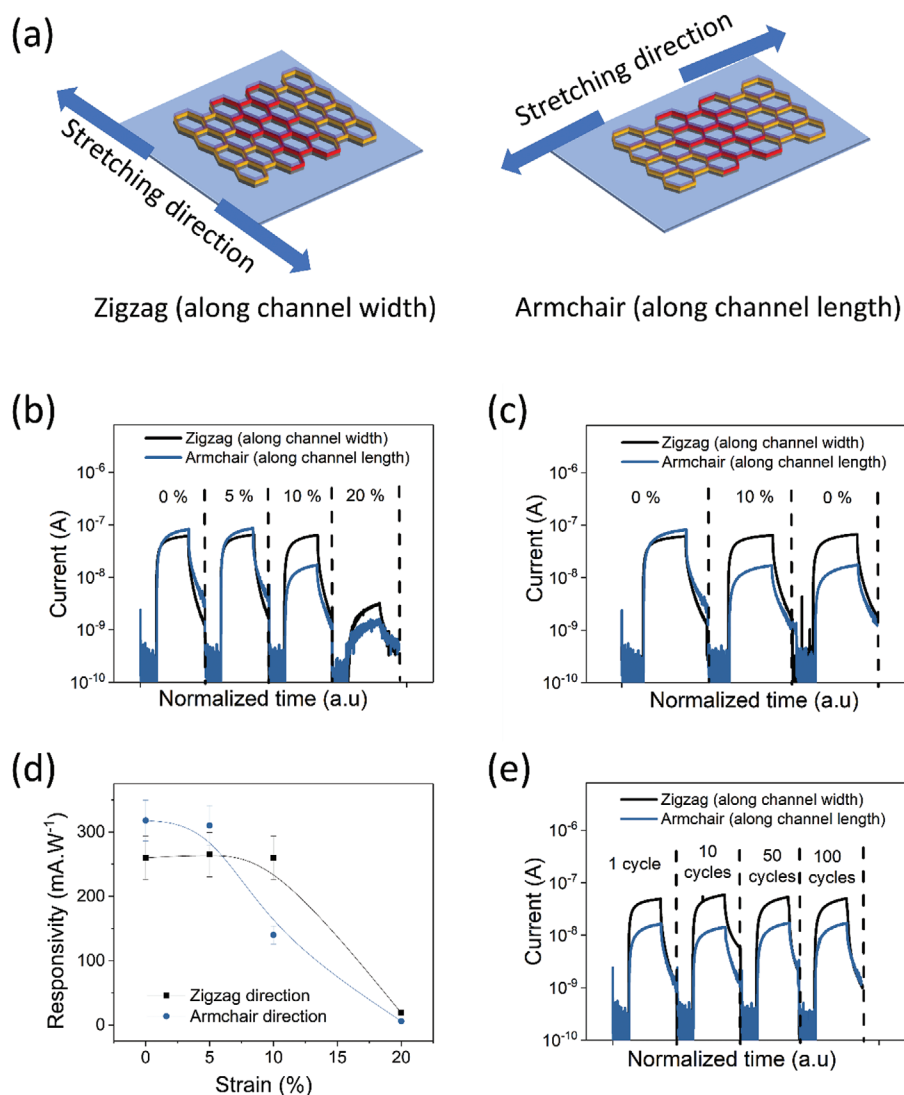 (a)
Stretching direction
Stretching direction
Zigzag (along channel width)
Armchair (along channel length)
(b)
Zigzag (along channel width)
Armchair (along channel length)
0 %
5 %
10 %
20 %
10⁻⁶
10⁻⁷
10⁻⁸
10⁻⁹
10⁻¹⁰
Current (A)
Normalized time (a.u)
(c)
Zigzag (along channel width)
Armchair (along channel length)
0%
10 %
0%
10⁻⁶
10⁻⁷
10⁻⁸
10⁻⁹
10⁻¹⁰
Current (A)
Normalized time (a.u)
(d)
300
200
100
0
Responsivity (mA.W⁻¹)
Zigzag direction
Armchair direction
0
5
10
15
20
Strain (%)
(e)
Zigzag (along channel width)
Armchair (along channel length)
1 cycle
10
cycles
50
cycles
100
cycles
10⁻⁶
10⁻⁷
10⁻⁸
10⁻⁹
10⁻¹⁰
Current (A)
Normalized time (a.u)